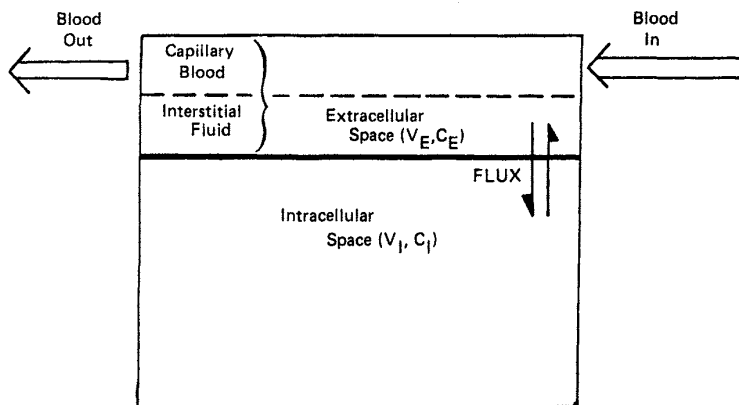 Blood
Out
Blood
In
Capillary
Blood
Interstitial
Fluid
Extracellular
Space (V_E, C_E)
FLUX
Intracellular
Space (V_I, C_I)